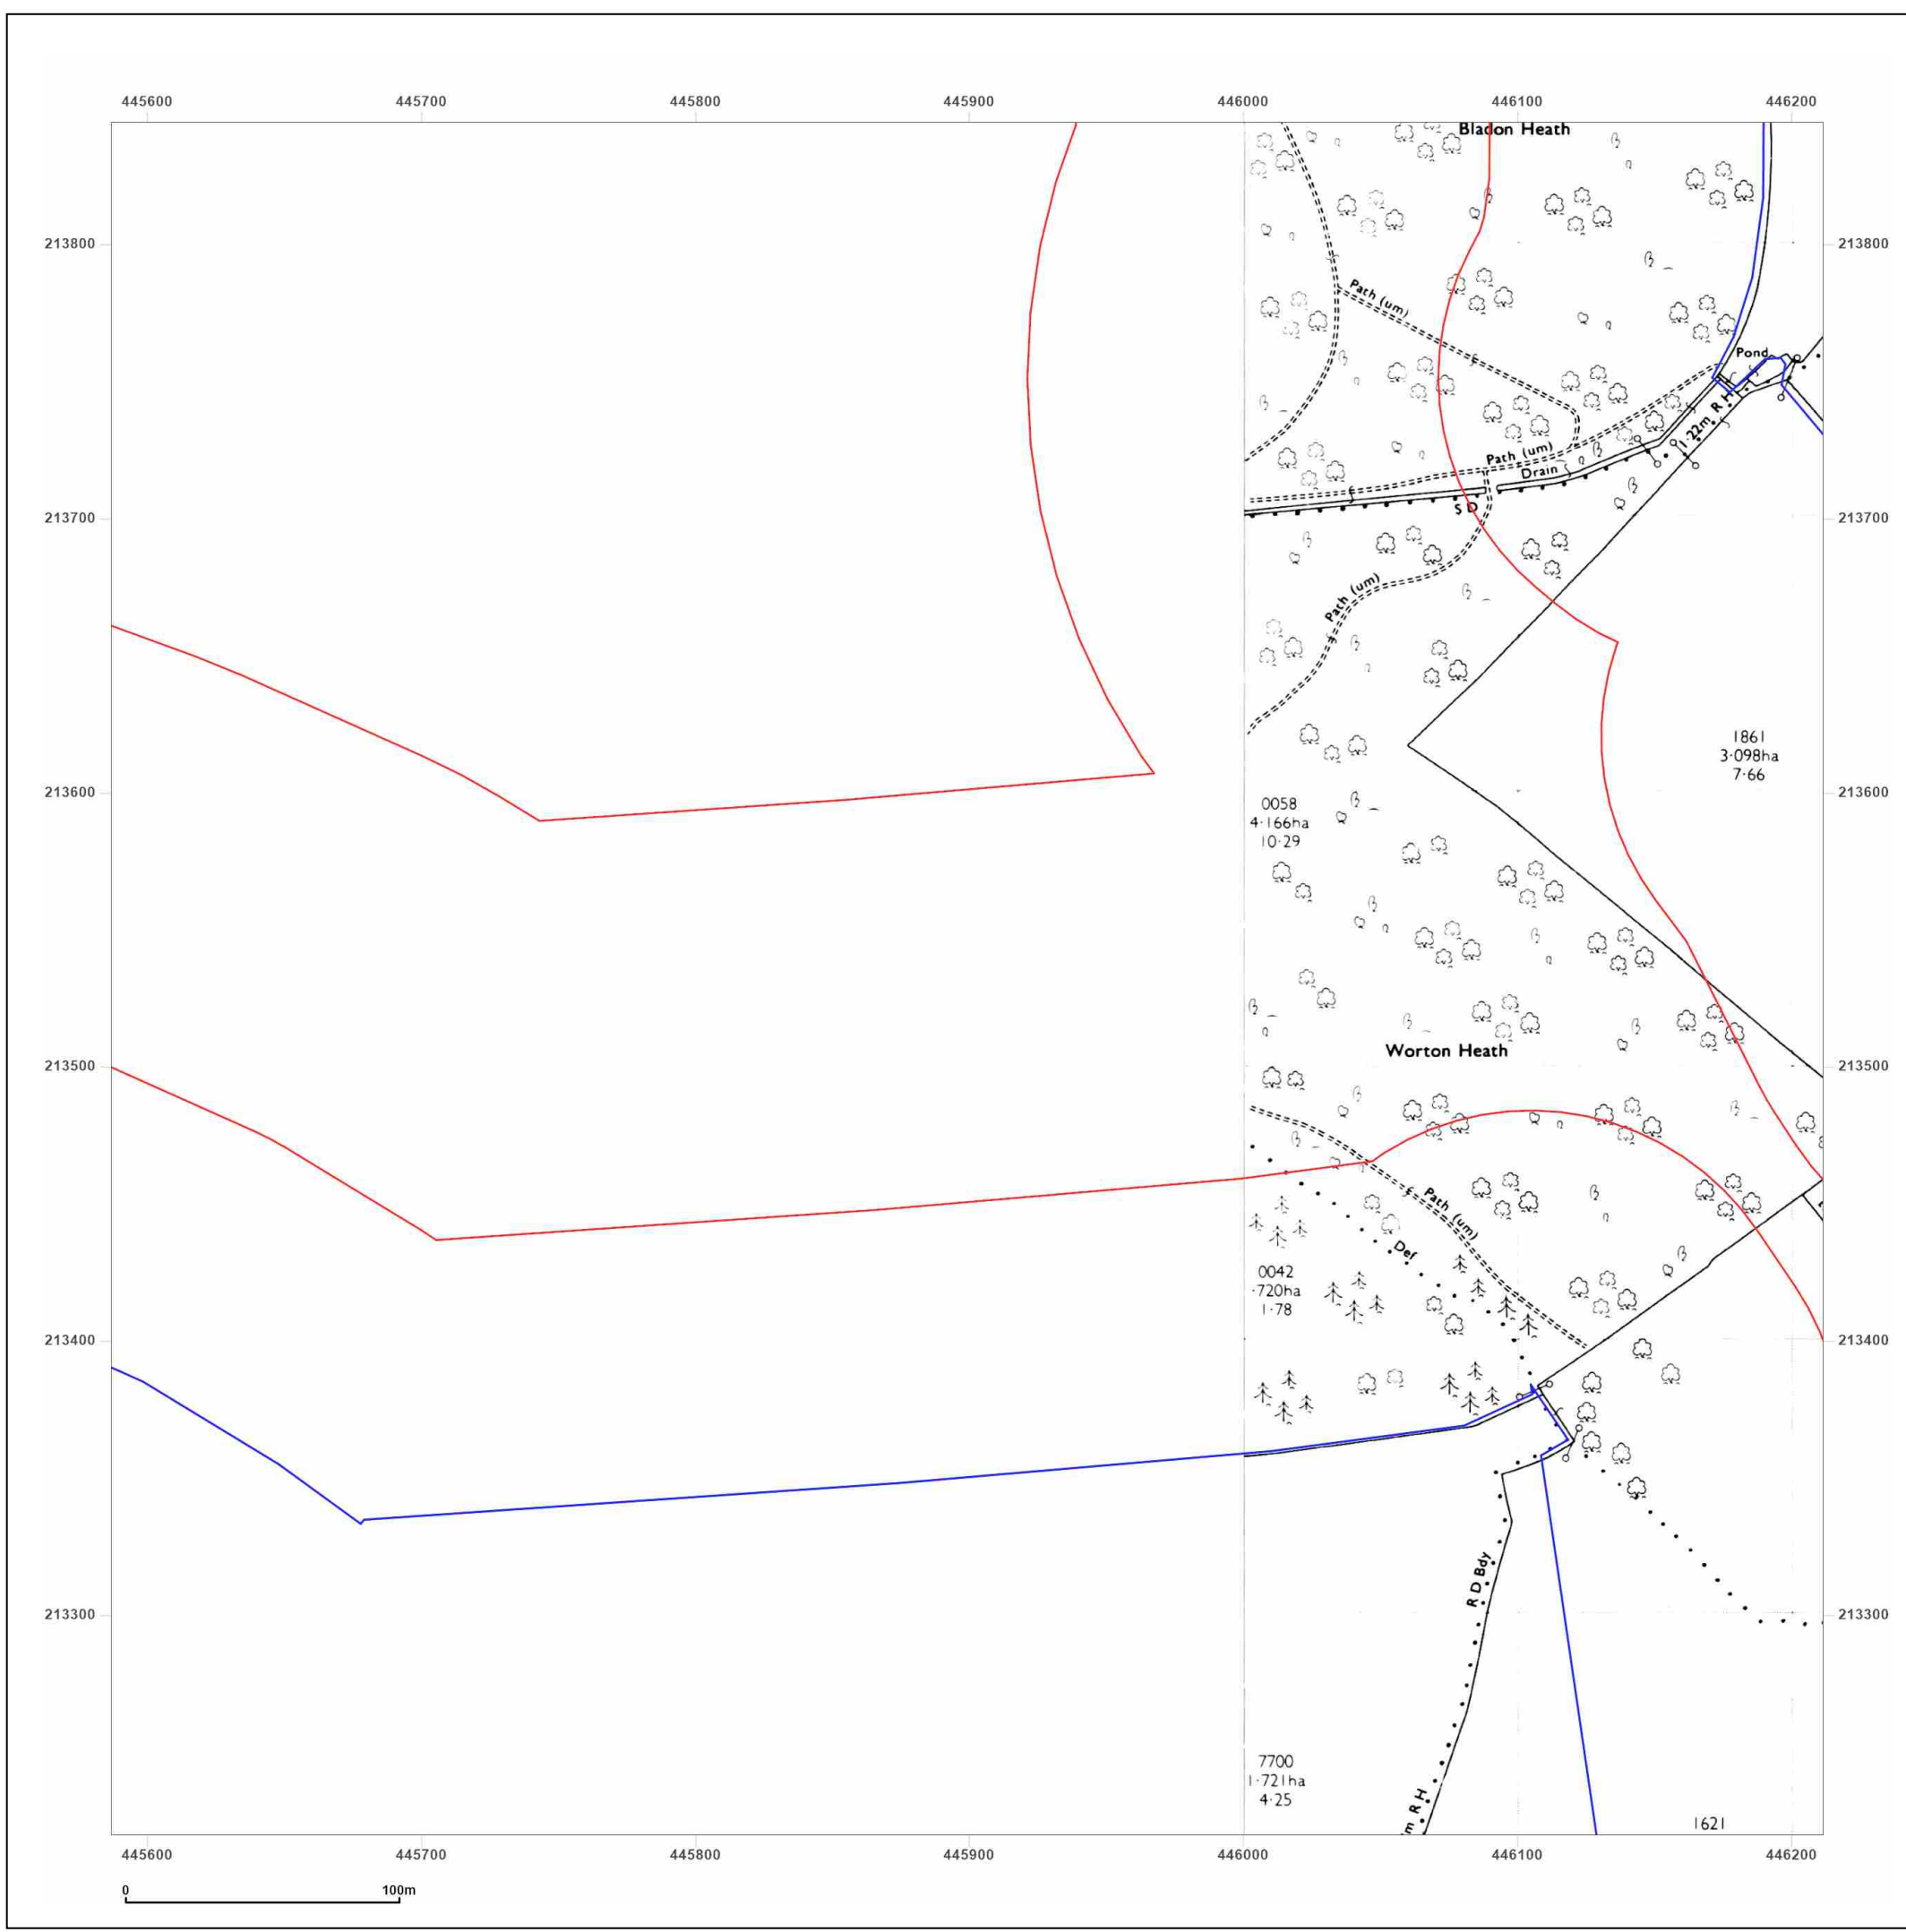 445600 445700 445800 445900 446000 446100 446200
Bladon Heath
213800 213800
Path (um)
Pond
1·22m R H
Path (um)
Drain
213700 213700
S D
Path (um)
1861
3·098ha
7·66
213600 213600
0058
4·166ha
10·29
Worton Heath
213500 213500
Path (um)
Def
0042
·720ha
1·78
213400 213400
R D Bdy
213300 213300
7700
1·721ha
4·25
m R H
1621
445600 445700 445800 445900 446000 446100 446200
0 100m